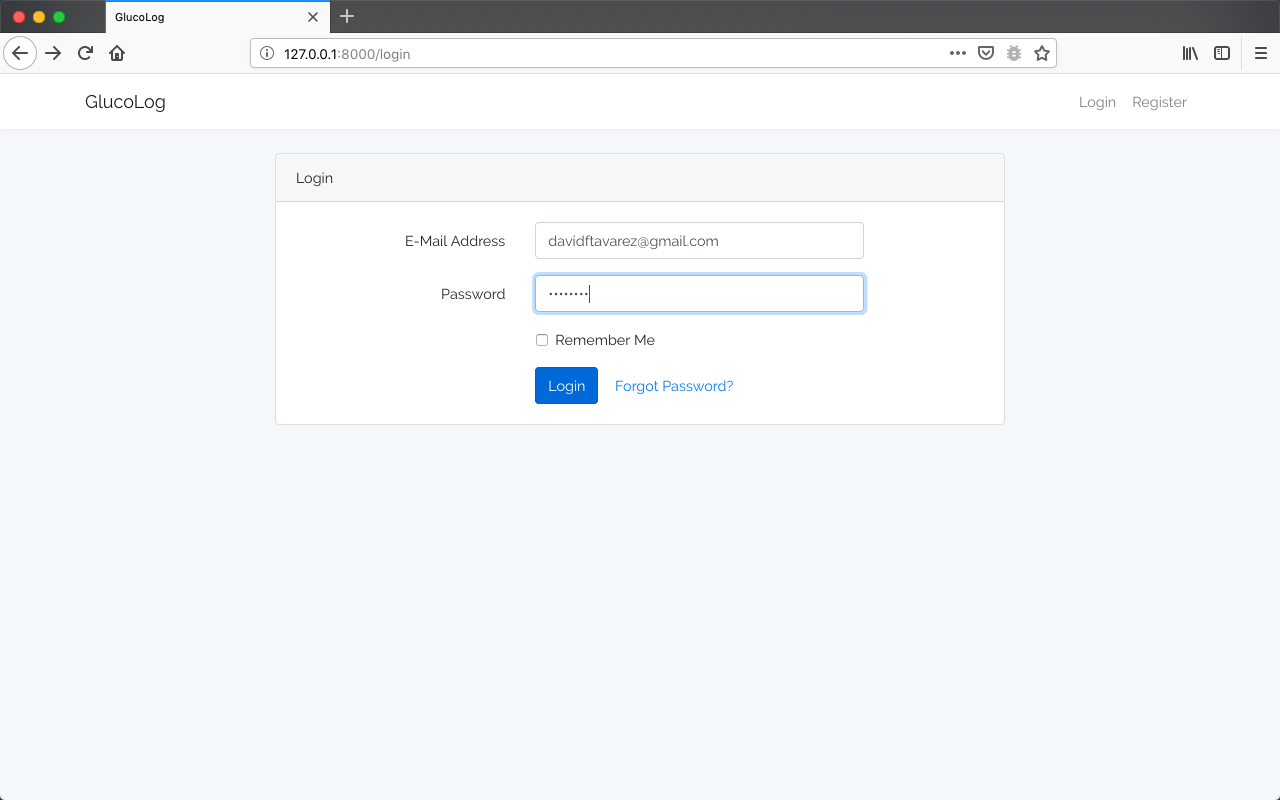 GlucoLog
127.0.0.1:8000/login
GlucoLog
Login Register
Login
E-Mail Address davidftavarez@gmail.com
Password ••••••••
Remember Me
Login Forgot Password?